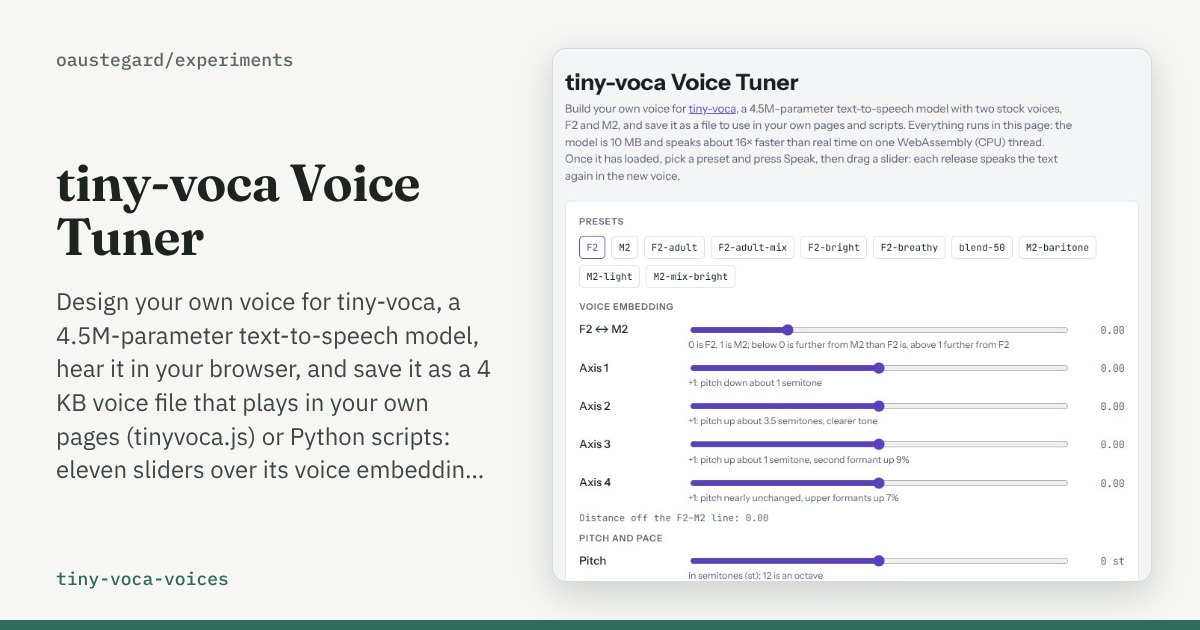 oaustegard/experiments
tiny-voca Voice
Tuner
Design your own voice for tiny-voca, a
4.5M-parameter text-to-speech model,
hear it in your browser, and save it as a 4
KB voice file that plays in your own
pages (tinyvoca.js) or Python scripts:
eleven sliders over its voice embeddin...
tiny-voca-voices
tiny-voca Voice Tuner
Build your own voice for tiny-voca, a 4.5M-parameter text-to-speech model with two stock voices,
F2 and M2, and save it as a file to use in your own pages and scripts. Everything runs in this page: the
model is 10 MB and speaks about 16× faster than real time on one WebAssembly (CPU) thread.
Once it has loaded, pick a preset and press Speak, then drag a slider: each release speaks the text
again in the new voice.
PRESETS
F2 M2 F2-adult F2-adult-mix F2-bright F2-breathy blend-50 M2-baritone
M2-light M2-mix-bright
VOICE EMBEDDING
F2 ↔ M2 0.00
0 is F2, 1 is M2; below 0 is further from M2 than F2 is, above 1 further from F2
Axis 1 0.00
+1: pitch down about 1 semitone
Axis 2 0.00
+1: pitch up about 3.5 semitones, clearer tone
Axis 3 0.00
+1: pitch up about 1 semitone, second formant up 9%
Axis 4 0.00
+1: pitch nearly unchanged, upper formants up 7%
Distance off the F2–M2 line: 0.00
PITCH AND PACE
Pitch 0 st
in semitones (st); 12 is an octave